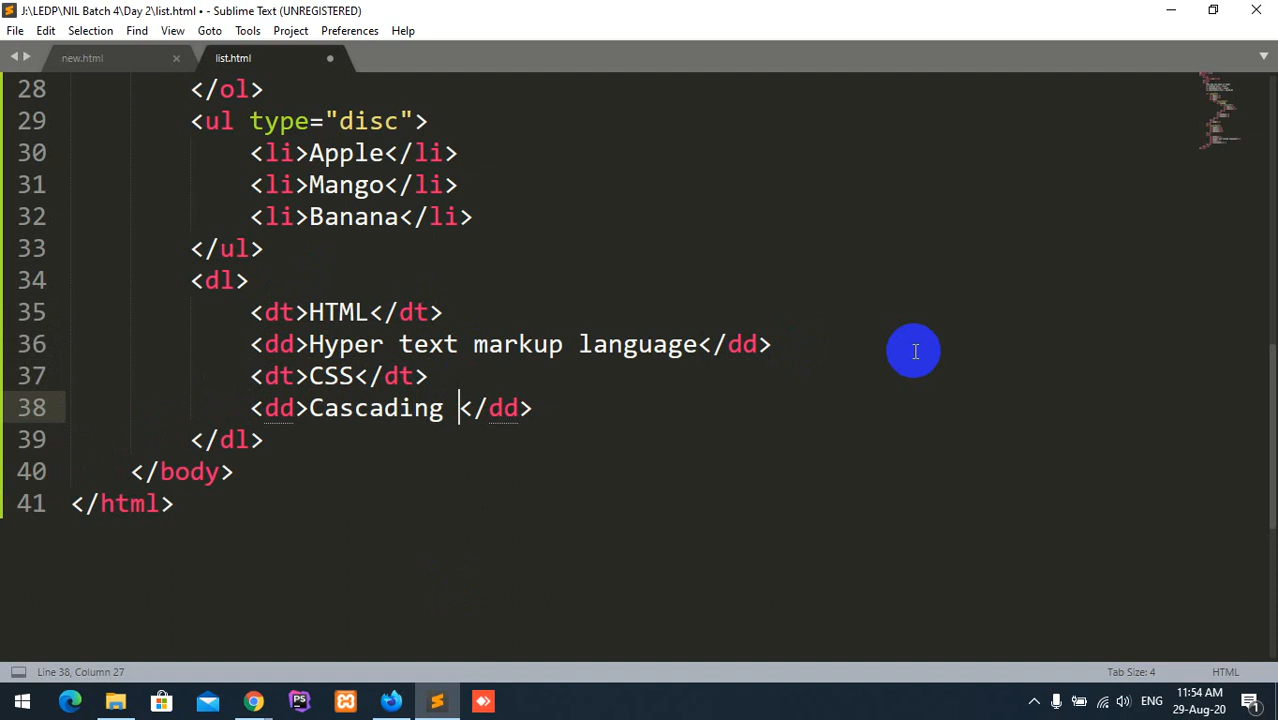 J:\LEDP\NIL Batch 4\Day 2\list.html • - Sublime Text (UNREGISTERED)
File Edit Selection Find View Goto Tools Project Preferences Help
new.html list.html
28 </ol>
29 <ul type="disc">
30 <li>Apple</li>
31 <li>Mango</li>
32 <li>Banana</li>
33 </ul>
34 <dl>
35 <dt>HTML</dt>
36 <dd>Hyper text markup language</dd>
37 <dt>CSS</dt>
38 <dd>Cascading </dd>
39 </dl>
40 </body>
41 </html>
Line 38, Column 27 Tab Size: 4 HTML
PS
ENG
11:54 AM
29-Aug-20
1